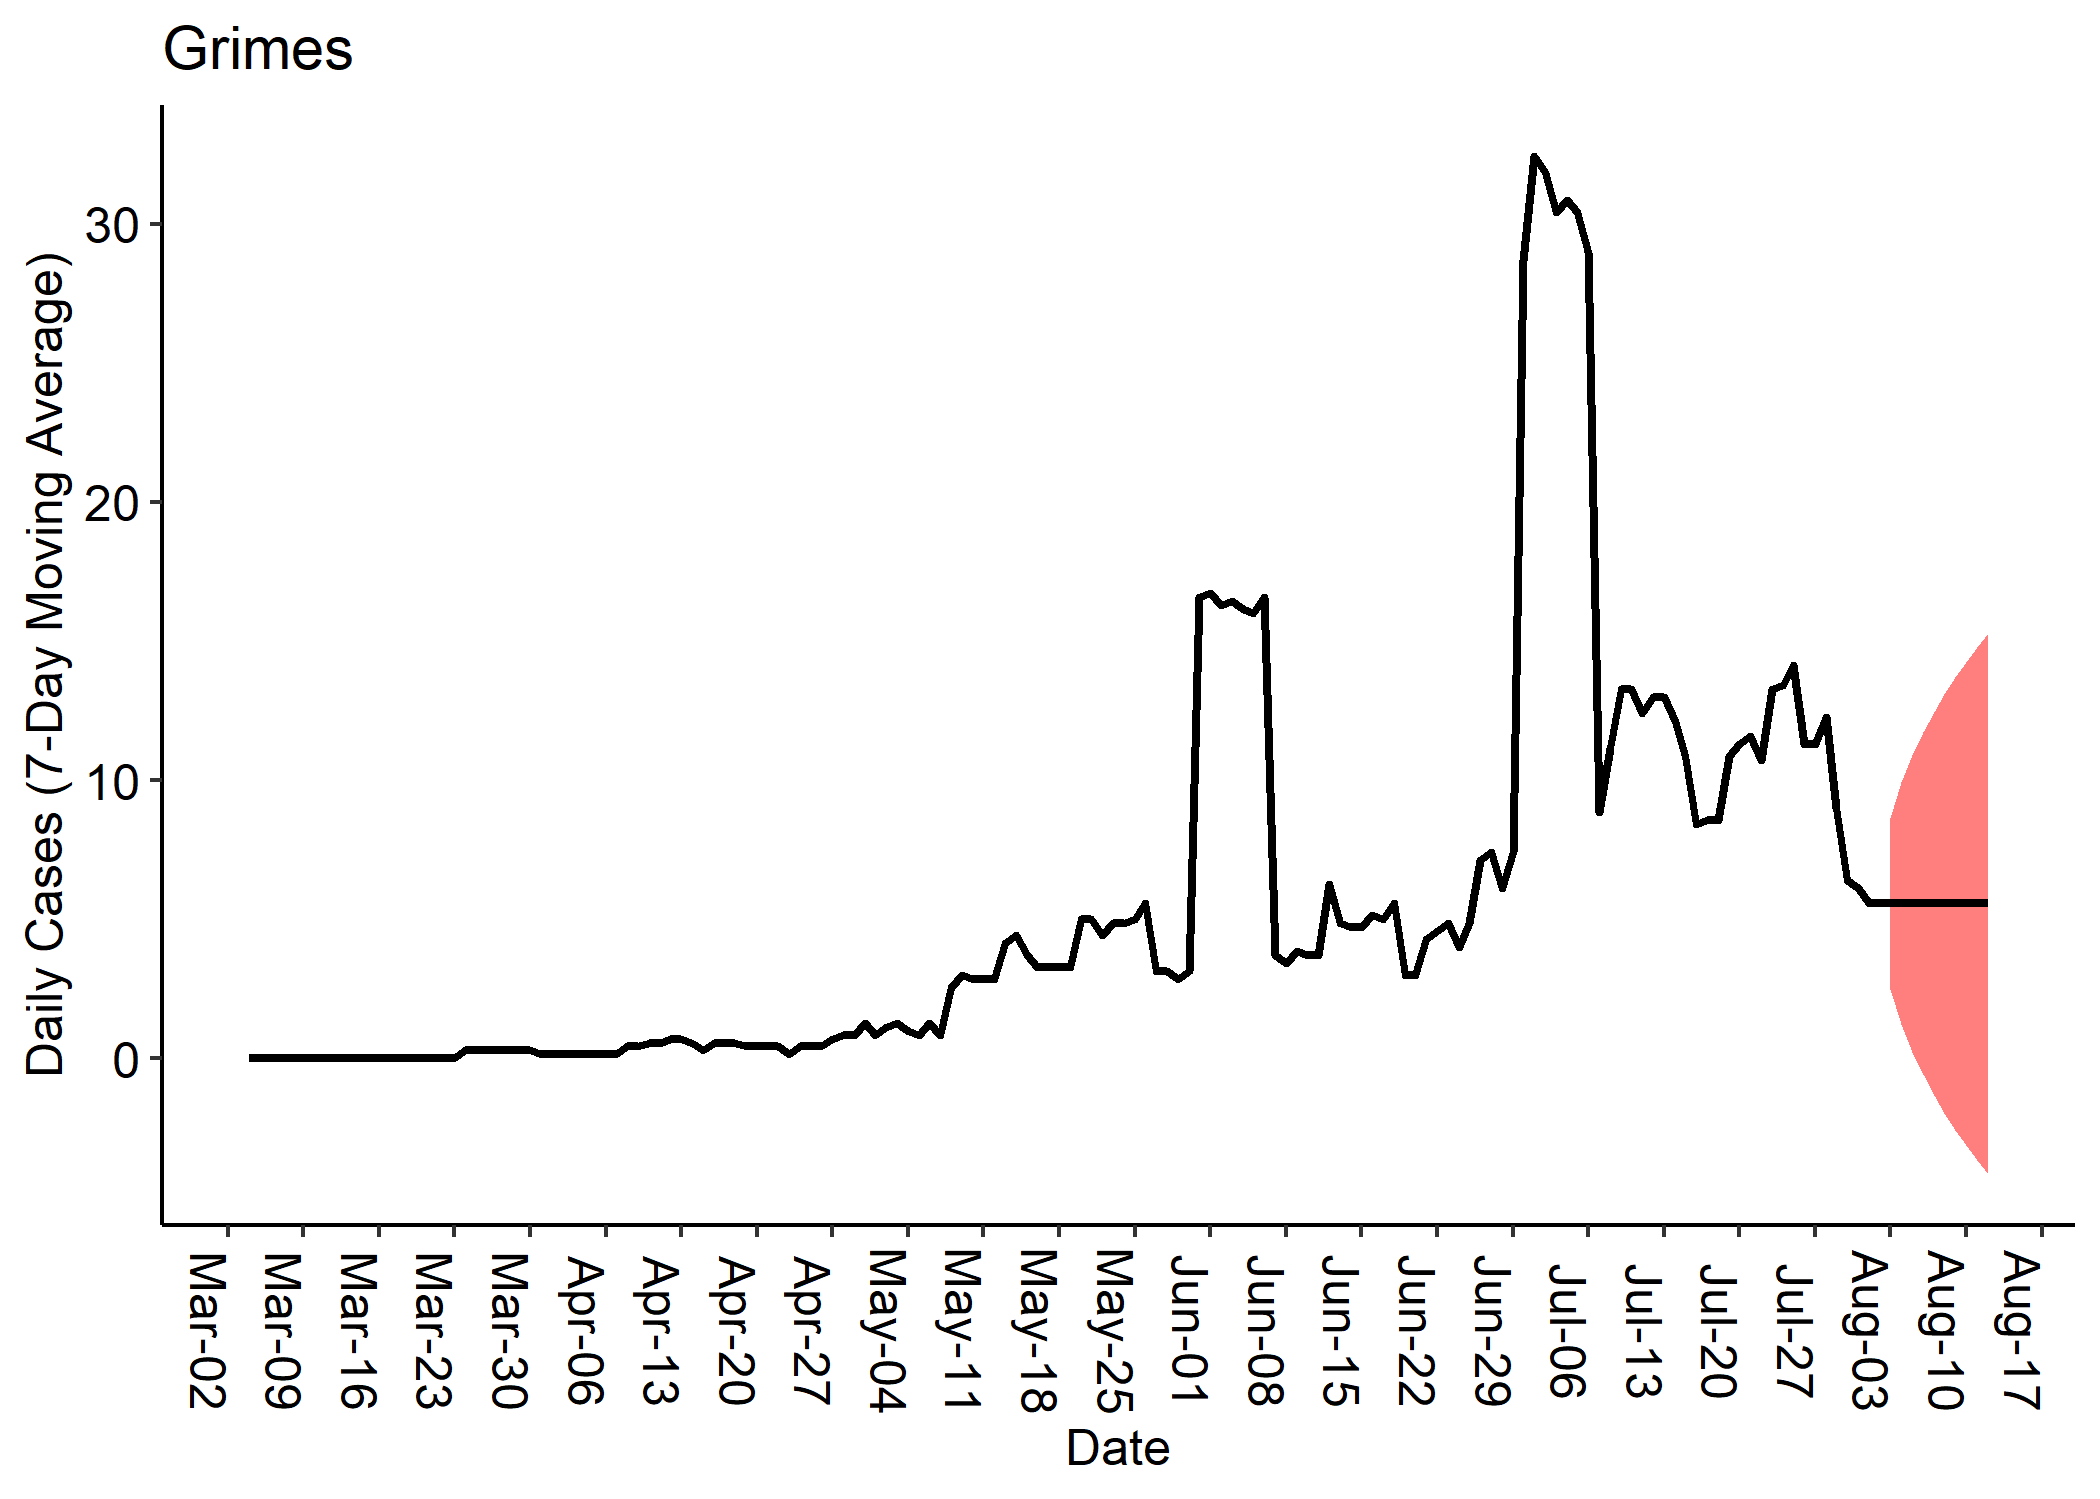 Grimes
Daily Cases (7-Day Moving Average)
30
20
10
0
Mar-02
Mar-09
Mar-16
Mar-23
Mar-30
Apr-06
Apr-13
Apr-20
Apr-27
May-04
May-11
May-18
May-25
Jun-01
Jun-08
Jun-15
Jun-22
Jun-29
Jul-06
Jul-13
Jul-20
Jul-27
Aug-03
Aug-10
Aug-17
Date